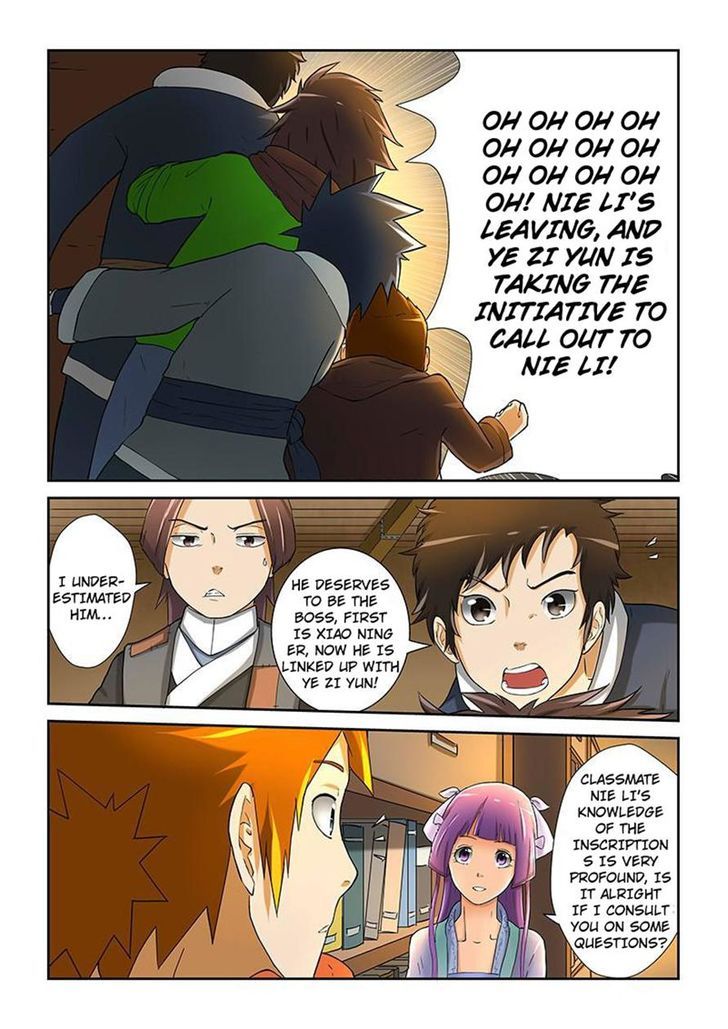 OH OH OH OH
OH OH OH OH
OH OH OH OH
OH! NIE LI'S
LEAVING, AND
YE ZI YUN IS
TAKING THE
INITIATIVE TO
CALL OUT TO
NIE LI!
I UNDER-
ESTIMATED
HIM...
HE DESERVES
TO BE THE
BOSS, FIRST
IS XIAO NING
ER, NOW HE IS
LINKED UP WITH
YE ZI YUN!
CLASSMATE
NIE LI'S
KNOWLEDGE
OF THE
INSCRIPTION
S IS VERY
PROFOUND, IS
IT ALRIGHT
IF I CONSULT
YOU ON SOME
QUESTIONS?